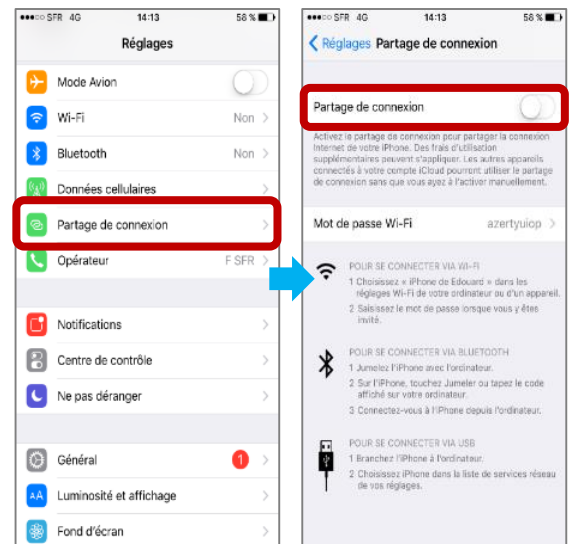 SFR 4G 14:13 58 %
Réglages
Mode Avion
Wi-Fi Non
Bluetooth Non
Données cellulaires
Partage de connexion
Opérateur F SFR
Notifications
Centre de contrôle
Ne pas déranger
Général 1
AA Luminosité et affichage
Fond d'écran
SFR 4G 14:13 58 %
Réglages Partage de connexion
Partage de connexion
Activez le partage de connexion pour partager la connexion
Internet de votre iPhone. Des frais d'utilisation
supplémentaires peuvent s'appliquer. Les autres appareils
connectés à votre compte iCloud pourront utiliser le partage
de connexion sans que vous ayez à l'activer manuellement.
Mot de passe Wi-Fi azertyuiop
POUR SE CONNECTER VIA WI-FI
1 Choisissez « iPhone de Edouard » dans les
réglages Wi-Fi de votre ordinateur ou d'un appareil.
2 Saisissez le mot de passe lorsque vous y êtes
invité.
POUR SE CONNECTER VIA BLUETOOTH
1 Jumelez l'iPhone avec l'ordinateur.
2 Sur l'iPhone, touchez Jumeler ou tapez le code
affiché sur votre ordinateur.
3 Connectez-vous à l'iPhone depuis l'ordinateur.
POUR SE CONNECTER VIA USB
1 Branchez l'iPhone à l'ordinateur.
2 Choisissez iPhone dans la liste de services réseau
de vos réglages.